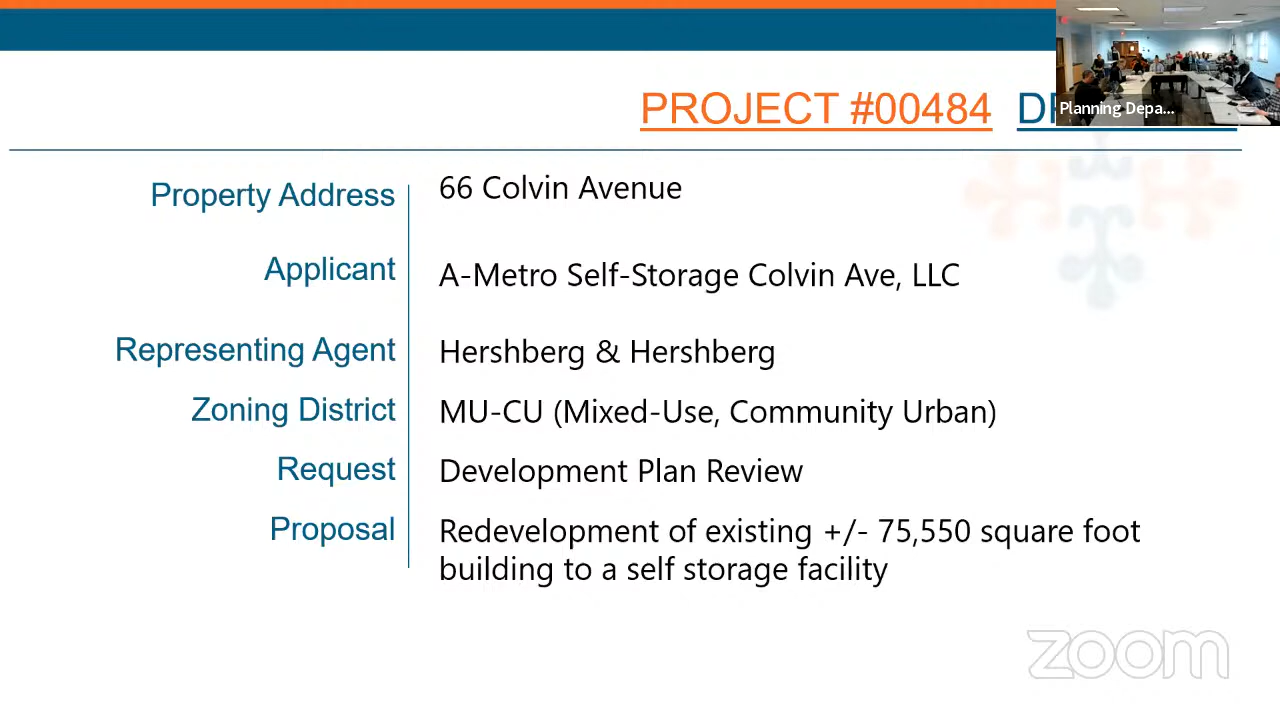 PROJECT #00484
Planning Depa...
Property Address
66 Colvin Avenue
Applicant
A-Metro Self-Storage Colvin Ave, LLC
Representing Agent
Hershberg & Hershberg
Zoning District
MU-CU (Mixed-Use, Community Urban)
Request
Development Plan Review
Proposal
Redevelopment of existing +/- 75,550 square foot
building to a self storage facility
zoom